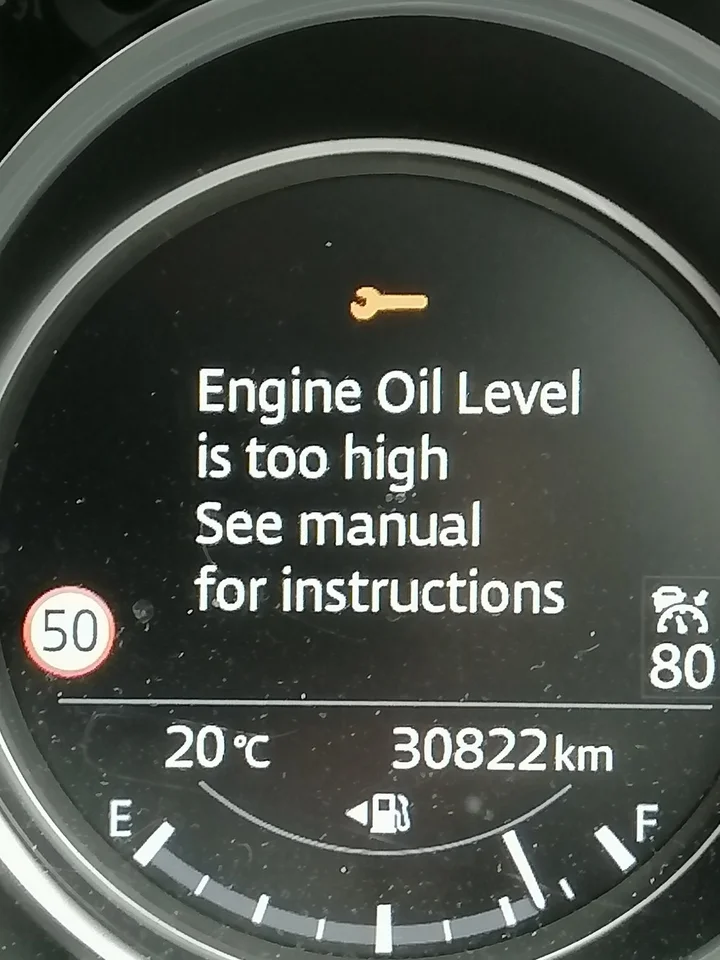 Engine Oil Level
is too high
See manual
for instructions
50
80
20°C 30822km
E F